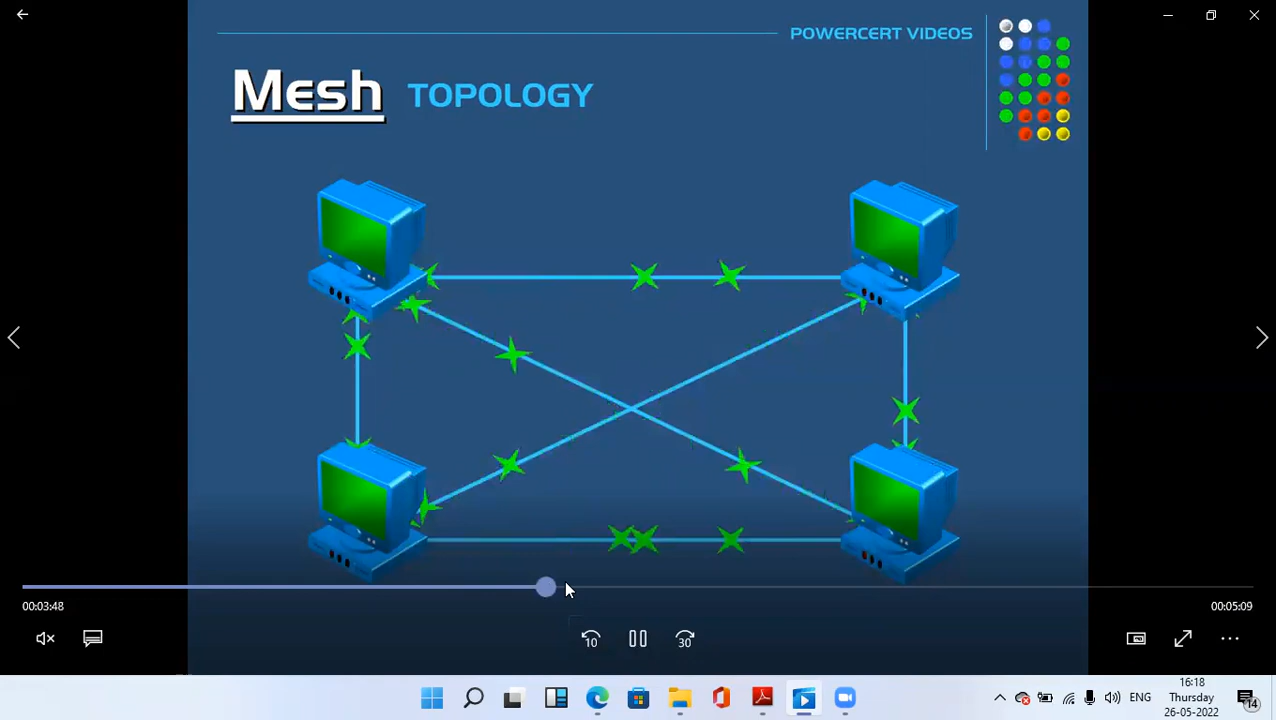 POWERCERT VIDEOS
Mesh TOPOLOGY
00:03:48
00:05:09
10
30
16:18
ENG
Thursday
26-05-2022
14